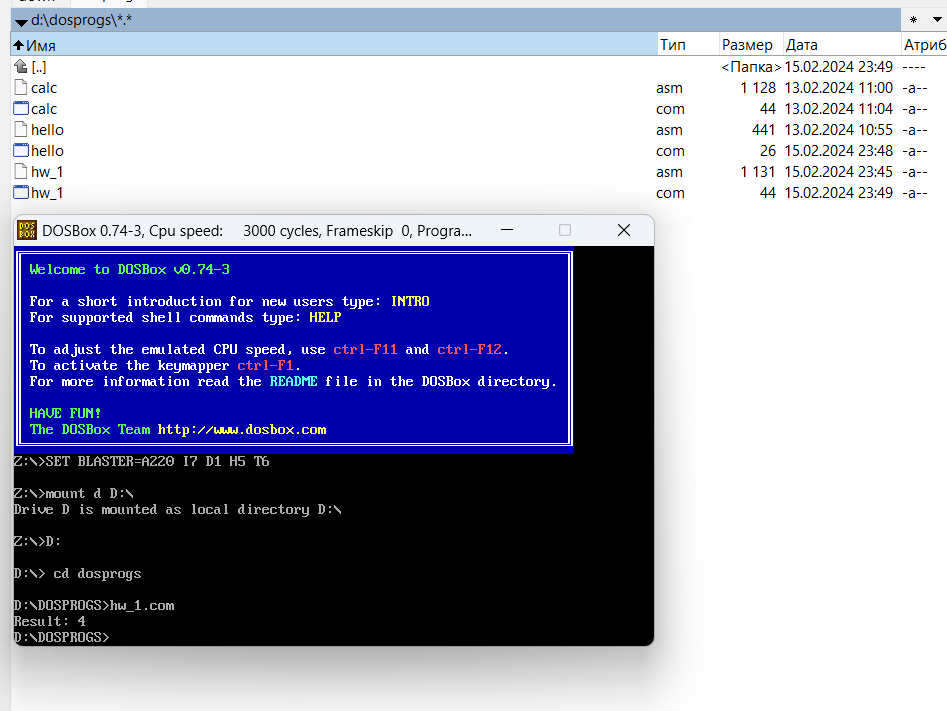 d:\dosprogs\*.*
Имя Тип Размер Дата Атриб
[..] <Папка> 15.02.2024 23:49 ----
calc asm 1 128 13.02.2024 11:00 -a--
calc com 44 13.02.2024 11:04 -a--
hello asm 441 13.02.2024 10:55 -a--
hello com 26 15.02.2024 23:48 -a--
hw_1 asm 1 131 15.02.2024 23:45 -a--
hw_1 com 44 15.02.2024 23:49 -a--
DOSBox 0.74-3, Cpu speed: 3000 cycles, Frameskip 0, Progra...
Welcome to DOSBox v0.74-3
For a short introduction for new users type: INTRO
For supported shell commands type: HELP
To adjust the emulated CPU speed, use ctrl-F11 and ctrl-F12.
To activate the keymapper ctrl-F1.
For more information read the README file in the DOSBox directory.
HAVE FUN!
The DOSBox Team http://www.dosbox.com
Z:\>SET BLASTER=A220 I7 D1 H5 T6
Z:\>mount d D:\
Drive D is mounted as local directory D:\
Z:\>D:
D:\> cd dosprogs
D:\DOSPROGS>hw_1.com
Result: 4
D:\DOSPROGS>